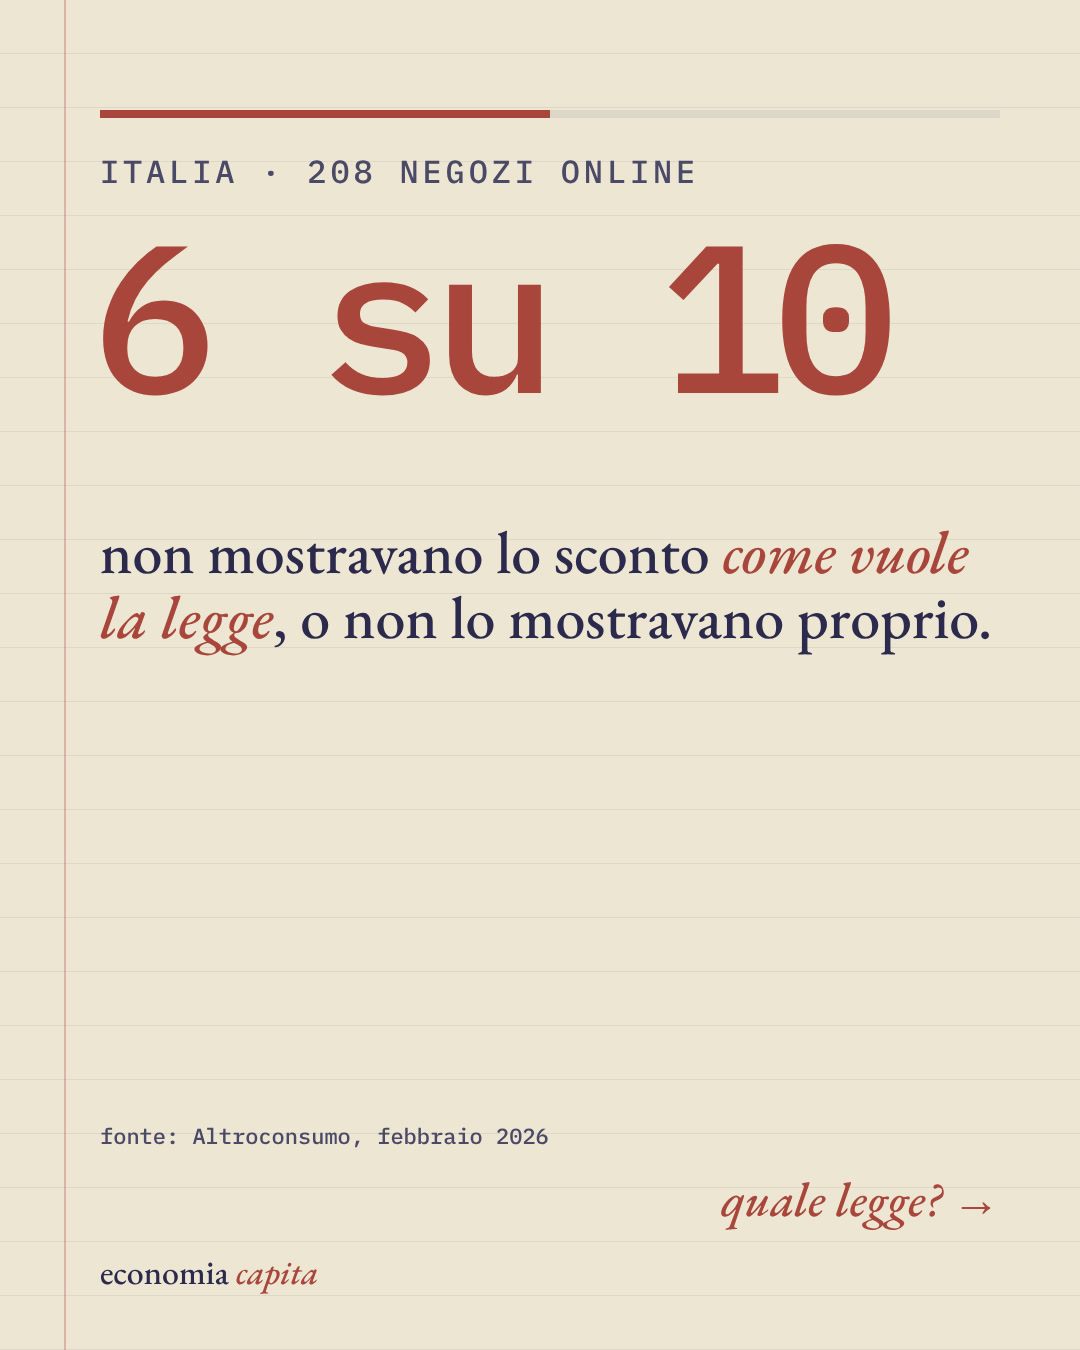 ITALIA · 208 NEGOZI ONLINE
6 su 10
non mostravano lo sconto come vuole
la legge, o non lo mostravano proprio.
fonte: Altroconsumo, febbraio 2026
quale legge? →
economia capita